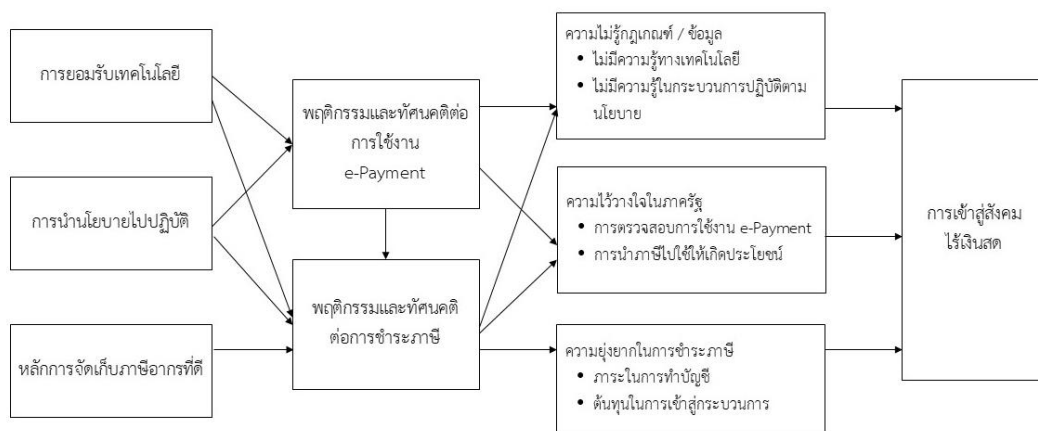 การยอมรับเทคโนโลยี
การนำนโยบายไปปฏิบัติ
หลักการจัดเก็บภาษีอากรที่ดี
พฤติกรรมและทัศนคติต่อ
การใช้งาน
e-Payment
พฤติกรรมและทัศนคติ
ต่อการชำระภาษี
ความไม่รู้กฎเกณฑ์ / ข้อมูล
• ไม่มีความรู้ทางเทคโนโลยี
• ไม่มีความรู้ในกระบวนการปฏิบัติตาม
นโยบาย
ความไว้วางใจในภาครัฐ
• การตรวจสอบการใช้งาน e-Payment
• การนำภาษีไปใช้ให้เกิดประโยชน์
ความยุ่งยากในการชำระภาษี
• ภาระในการทำบัญชี
• ต้นทุนในการเข้าสู่กระบวนการ
การเข้าสู่สังคม
ไร้เงินสด